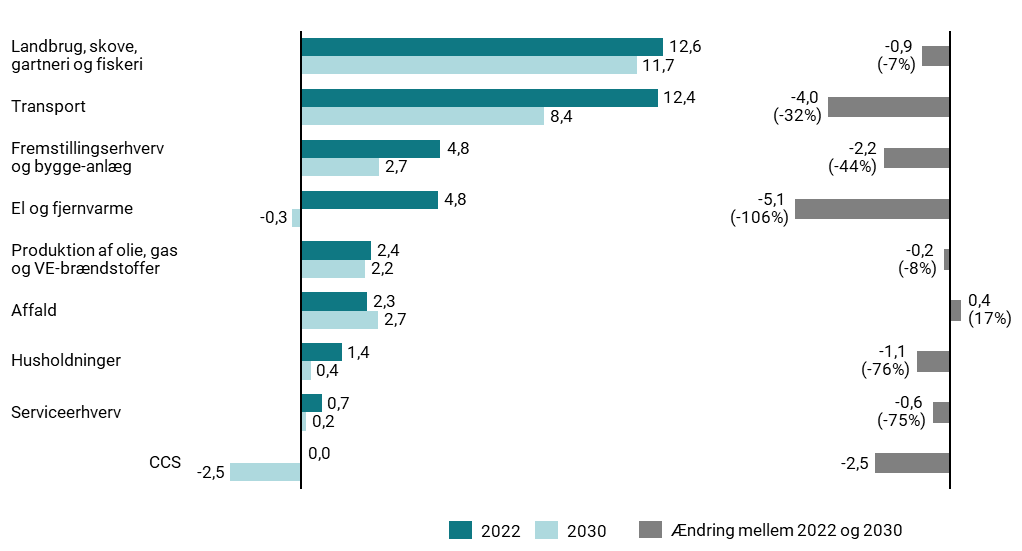 Landbrug, skove,
gartneri og fiskeri
12,6
11,7
-0,9
(-7%)
Transport
12,4
8,4
-4,0
(-32%)
Fremstillingserhverv
og bygge-anlæg
4,8
2,7
-2,2
(-44%)
El og fjernvarme
4,8
-0,3
-5,1
(-106%)
Produktion af olie, gas
og VE-brændstoffer
2,4
2,2
-0,2
(-8%)
Affald
2,3
2,7
0,4
(17%)
Husholdninger
1,4
0,4
-1,1
(-76%)
Serviceerhverv
0,7
0,2
-0,6
(-75%)
CCS
0,0
-2,5
-2,5
2022
2030
Ændring mellem 2022 og 2030